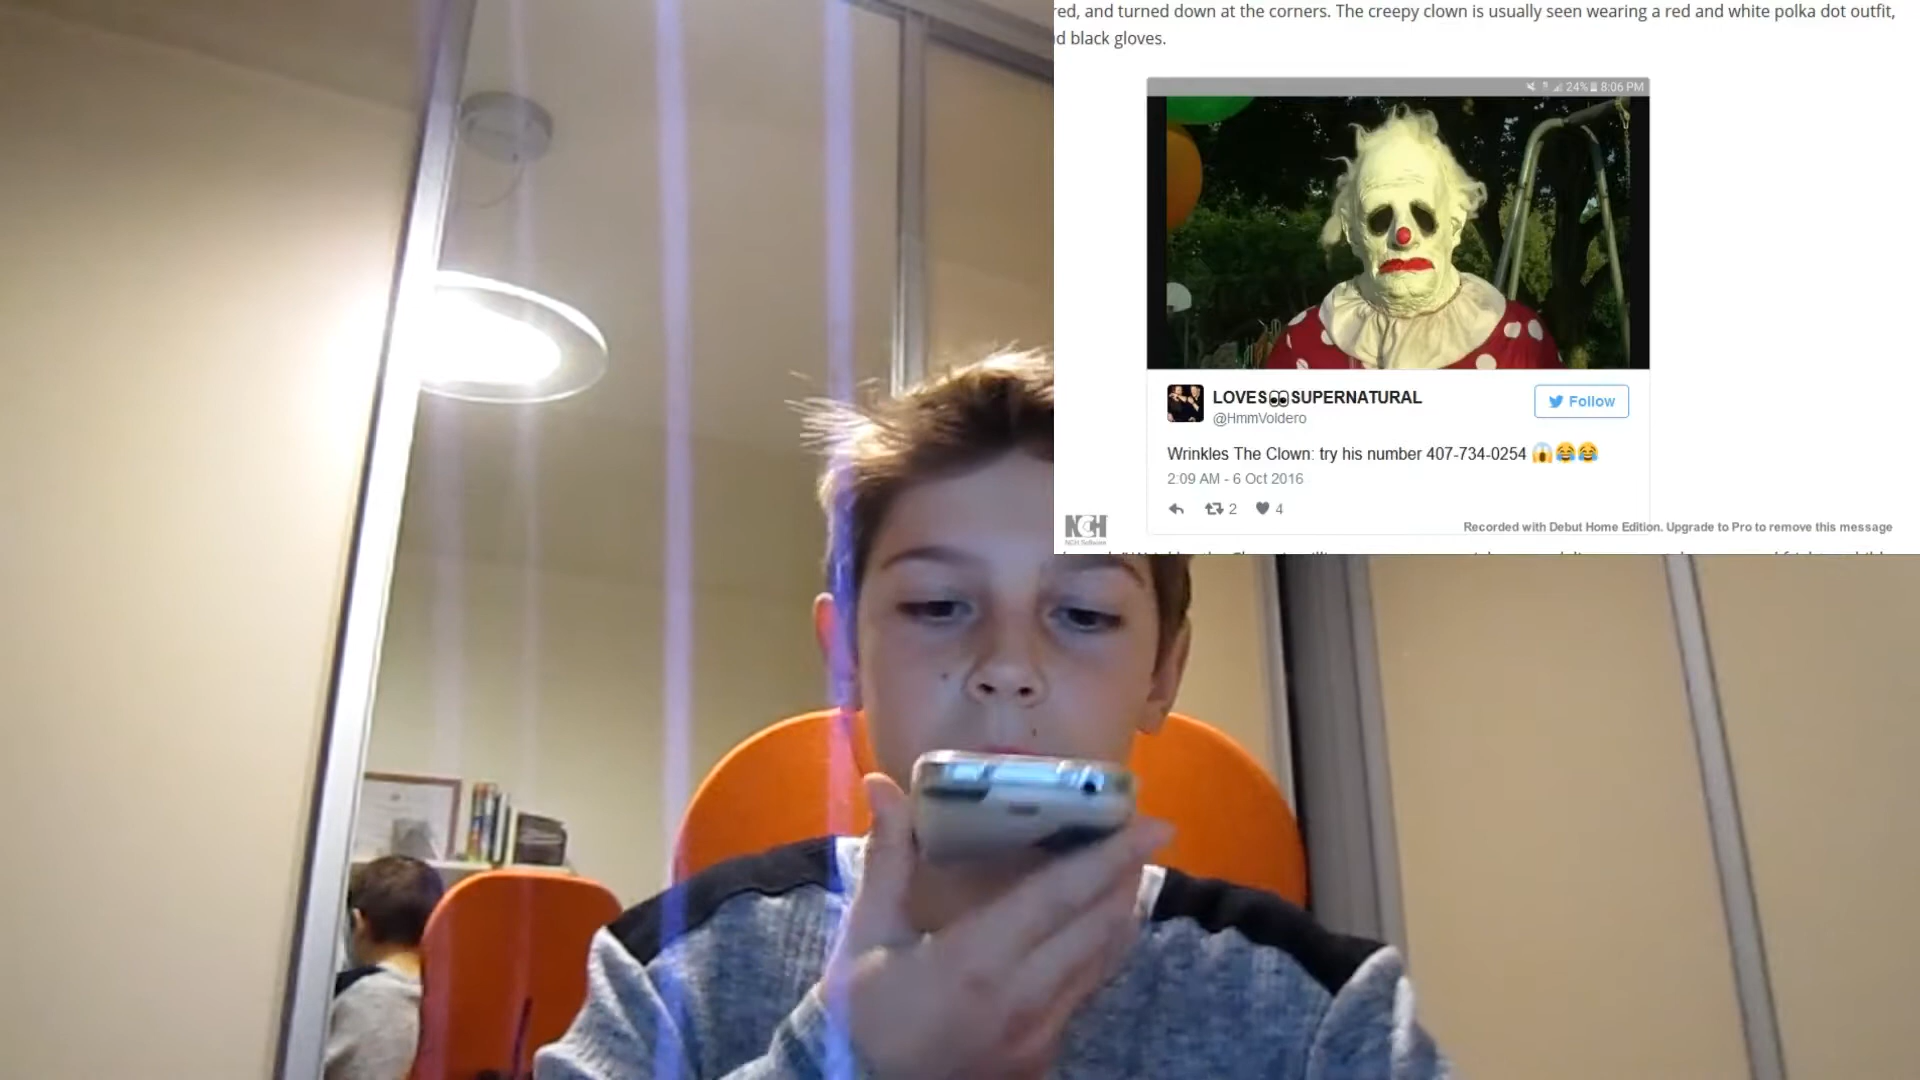 red, and turned down at the corners. The creepy clown is usually seen wearing a red and white polka dot outfit,
d black gloves.
24% 8:06 PM
LOVES👀SUPERNATURAL
@HmmVoldero
Follow
Wrinkles The Clown: try his number 407-734-0254 😱😂😂
2:09 AM - 6 Oct 2016
2 4
NCH
NCH Software
Recorded with Debut Home Edition. Upgrade to Pro to remove this message